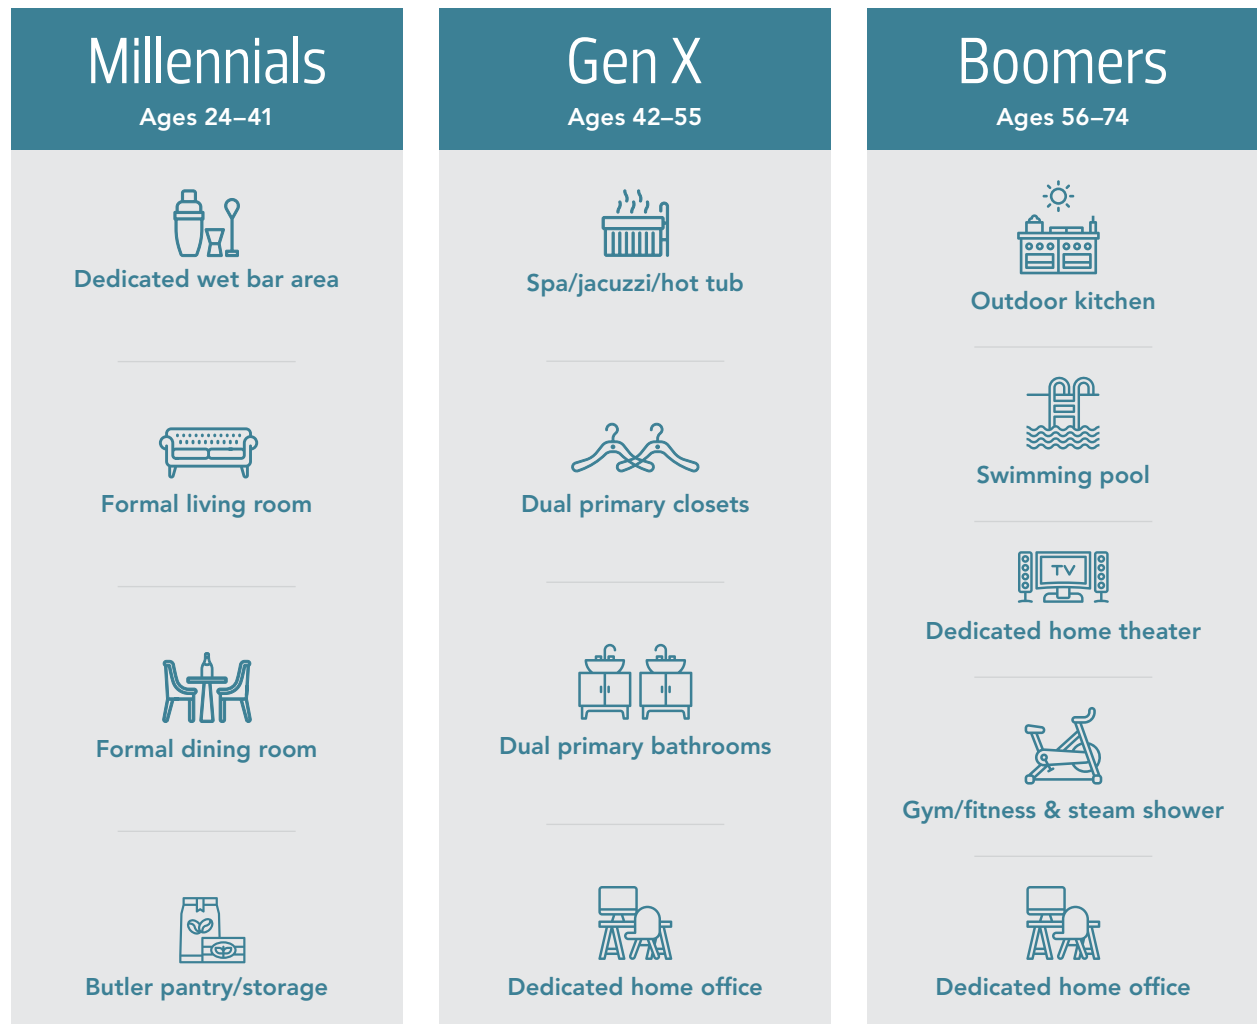 Millennials
Ages 24–41
Dedicated wet bar area
Formal living room
Formal dining room
Butler pantry/storage
Gen X
Ages 42–55
Spa/jacuzzi/hot tub
Dual primary closets
Dual primary bathrooms
Dedicated home office
Boomers
Ages 56–74
Outdoor kitchen
Swimming pool
TV
Dedicated home theater
Gym/fitness & steam shower
Dedicated home office